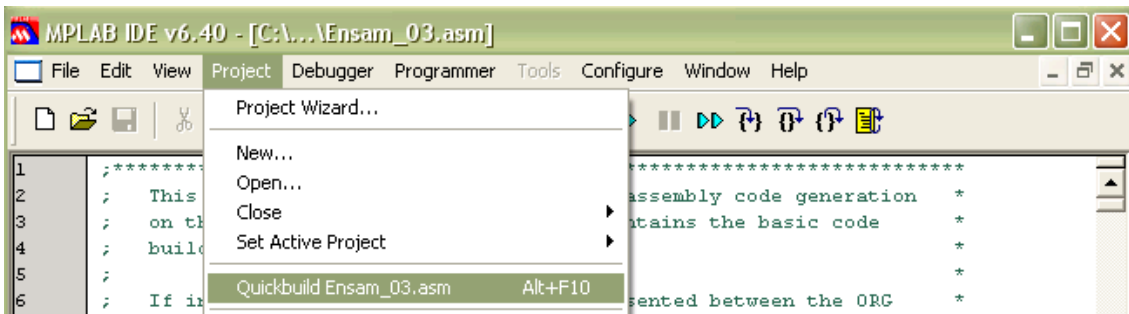 MPLAB IDE v6.40 - [C:\...\Ensam_03.asm]
File Edit View Project Debugger Programmer Tools Configure Window Help
Project Wizard...
1 ;******* ****************************
New...
2 ; This assembly code generation *
Open...
3 ; on th ntains the basic code *
Close
4 ; build *
Set Active Project
5 ; *
Quickbuild Ensam_03.asm Alt+F10
6 ; If in sented between the ORG *